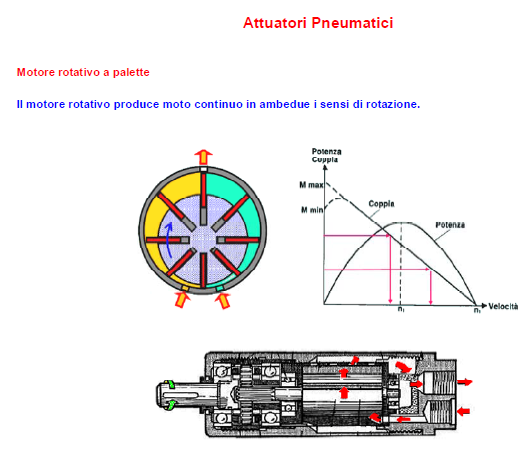 Attuatori Pneumatici
Motore rotativo a palette
Il motore rotativo produce moto continuo in ambedue i sensi di rotazione.
Potenza
Coppia
M max
M min
Coppia
Potenza
Velocità